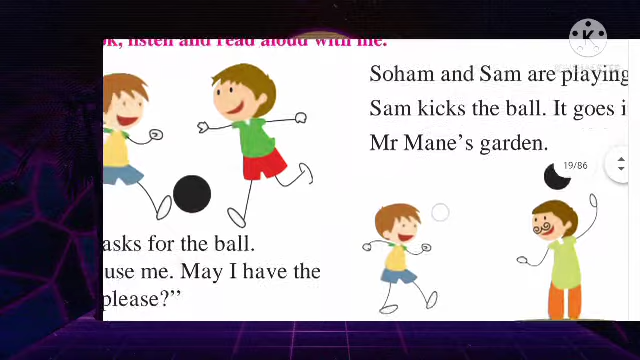 ok, listen and read aloud with me.
Soham and Sam are playing
Sam kicks the ball. It goes i
Mr Mane's garden.
19/86
asks for the ball.
use me. May I have the
please?”